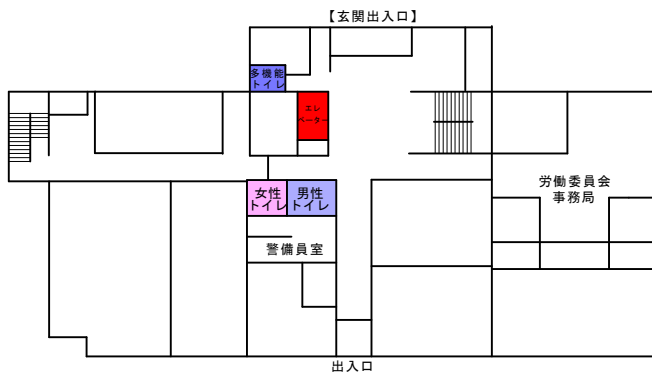 【玄関出入口】
多機能
トイレ
エレ
ベーター
労働委員会
事務局
女性
トイレ
男性
トイレ
警備員室
出入口